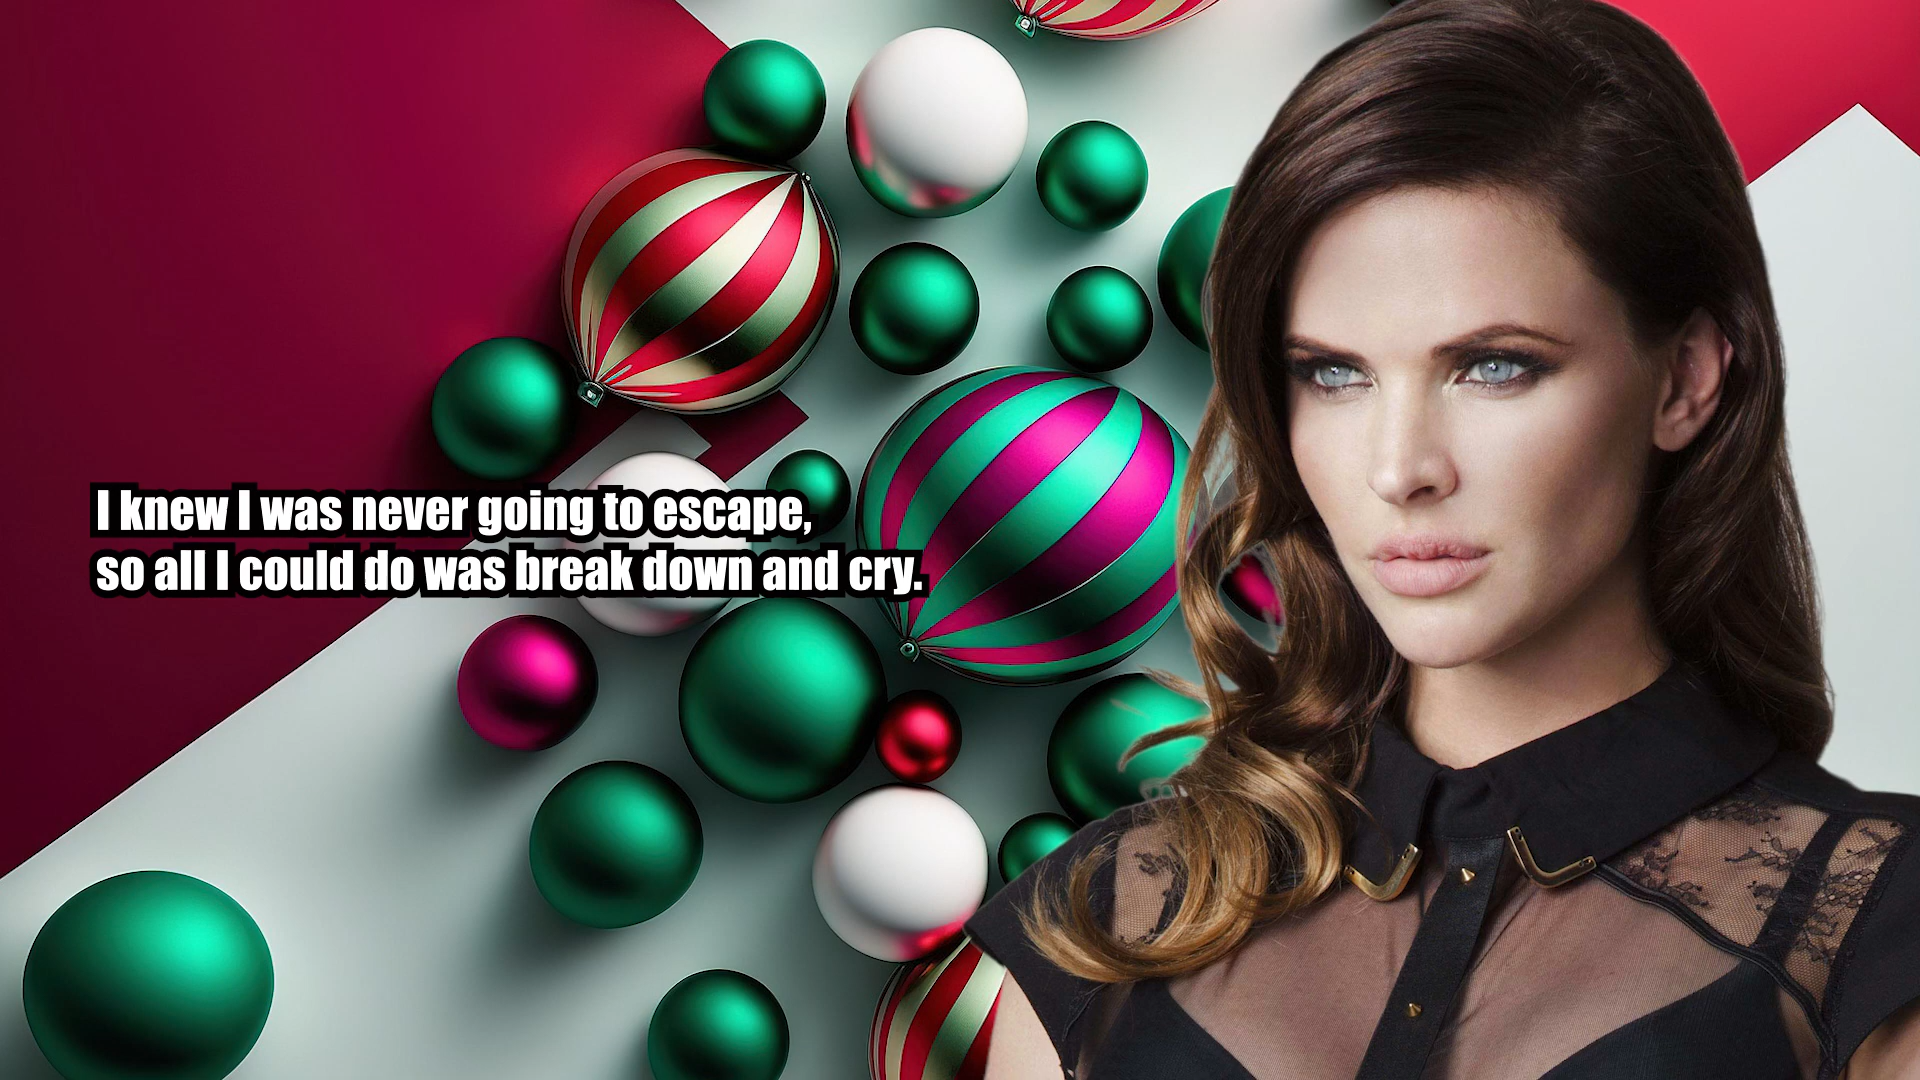 I knew I was never going to escape,
so all I could do was break down and cry.